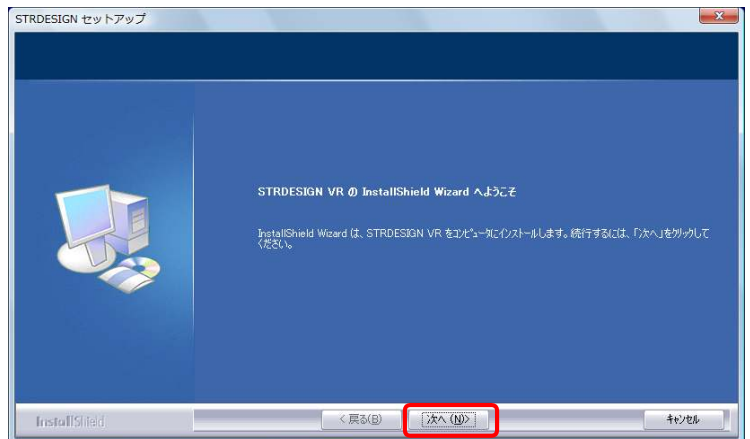 STRDESIGN セットアップ
STRDESIGN VR の InstallShield Wizard へようこそ
InstallShield Wizard は、STRDESIGN VR をコンピュータにインストールします。続行するには、「次へ」をクリックして
ください。
InstallShield
< 戻る(B)
次へ (N)>
キャンセル